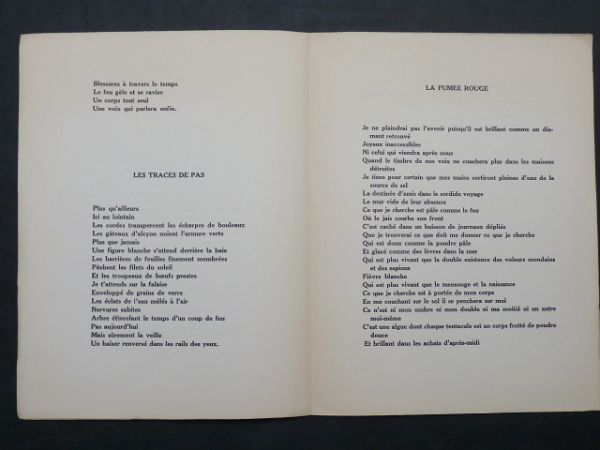 Blessures à travers le temps
Le feu gèle et se ravise
Un corps tout seul
Une voix qui parlera enfin.
LES TRACES DE PAS
Plus qu'ailleurs
Ici au lointain
Les cordes transpercent les écharpes de bouleaux
Les gâteaux d'alcyon noient l'armure verte
Plus que jamais
Une figure blanche s'attend derrière la haie
Les barrières de feuilles finement membrées
Pêchent les filets du soleil
Et les troupeaux de bœufs prestes
Je t'attends sur la falaise
Enveloppé de grains de verre
Les éclats de l'eau mêlés à l'air
Nervures subites
Arbre étincelant le temps d'un coup de feu
Pas aujourd'hui
Mais sûrement la veille
Un baiser renversé dans les rails des yeux.
LA FUMEE ROUGE
Je ne plaindrai pas l'avenir puisqu'il est brillant comme un dia-
mant retrouvé
Joyaux inaccessibles
Ni celui qui viendra après nous
Quand le timbre de nos voix ne couchera plus dans les maisons
détruites
Je tiens pour certain que mes mains sortiront pleines d'eau de la
source de sel
La destinée d'amis dans le sordide voyage
Le mur vide de leur absence
Ce que je cherche est pâle comme le feu
Où le jais courbe son front
C'est caché dans un buisson de journaux dépliés
Que je trouverai ce que doit me donner ce que je cherche
Qui est doux comme la poudre pâle
Et glacé comme des lèvres dans la mer
Qui est plus vivant que la double existence des voleurs mondains
et des espions
Fièvre blanche
Qui est plus vivant que le mensonge et la naissance
Ce que je cherche est à portée de mon corps
En me couchant sur le sol il se penchera sur moi
Ce n'est ni mon ombre ni mon double ni ma moitié ni un autre
moi-même
C'est une algue dont chaque tentacule est un corps frotté de poudre
douce
Et brillant dans les achats d'après-midi